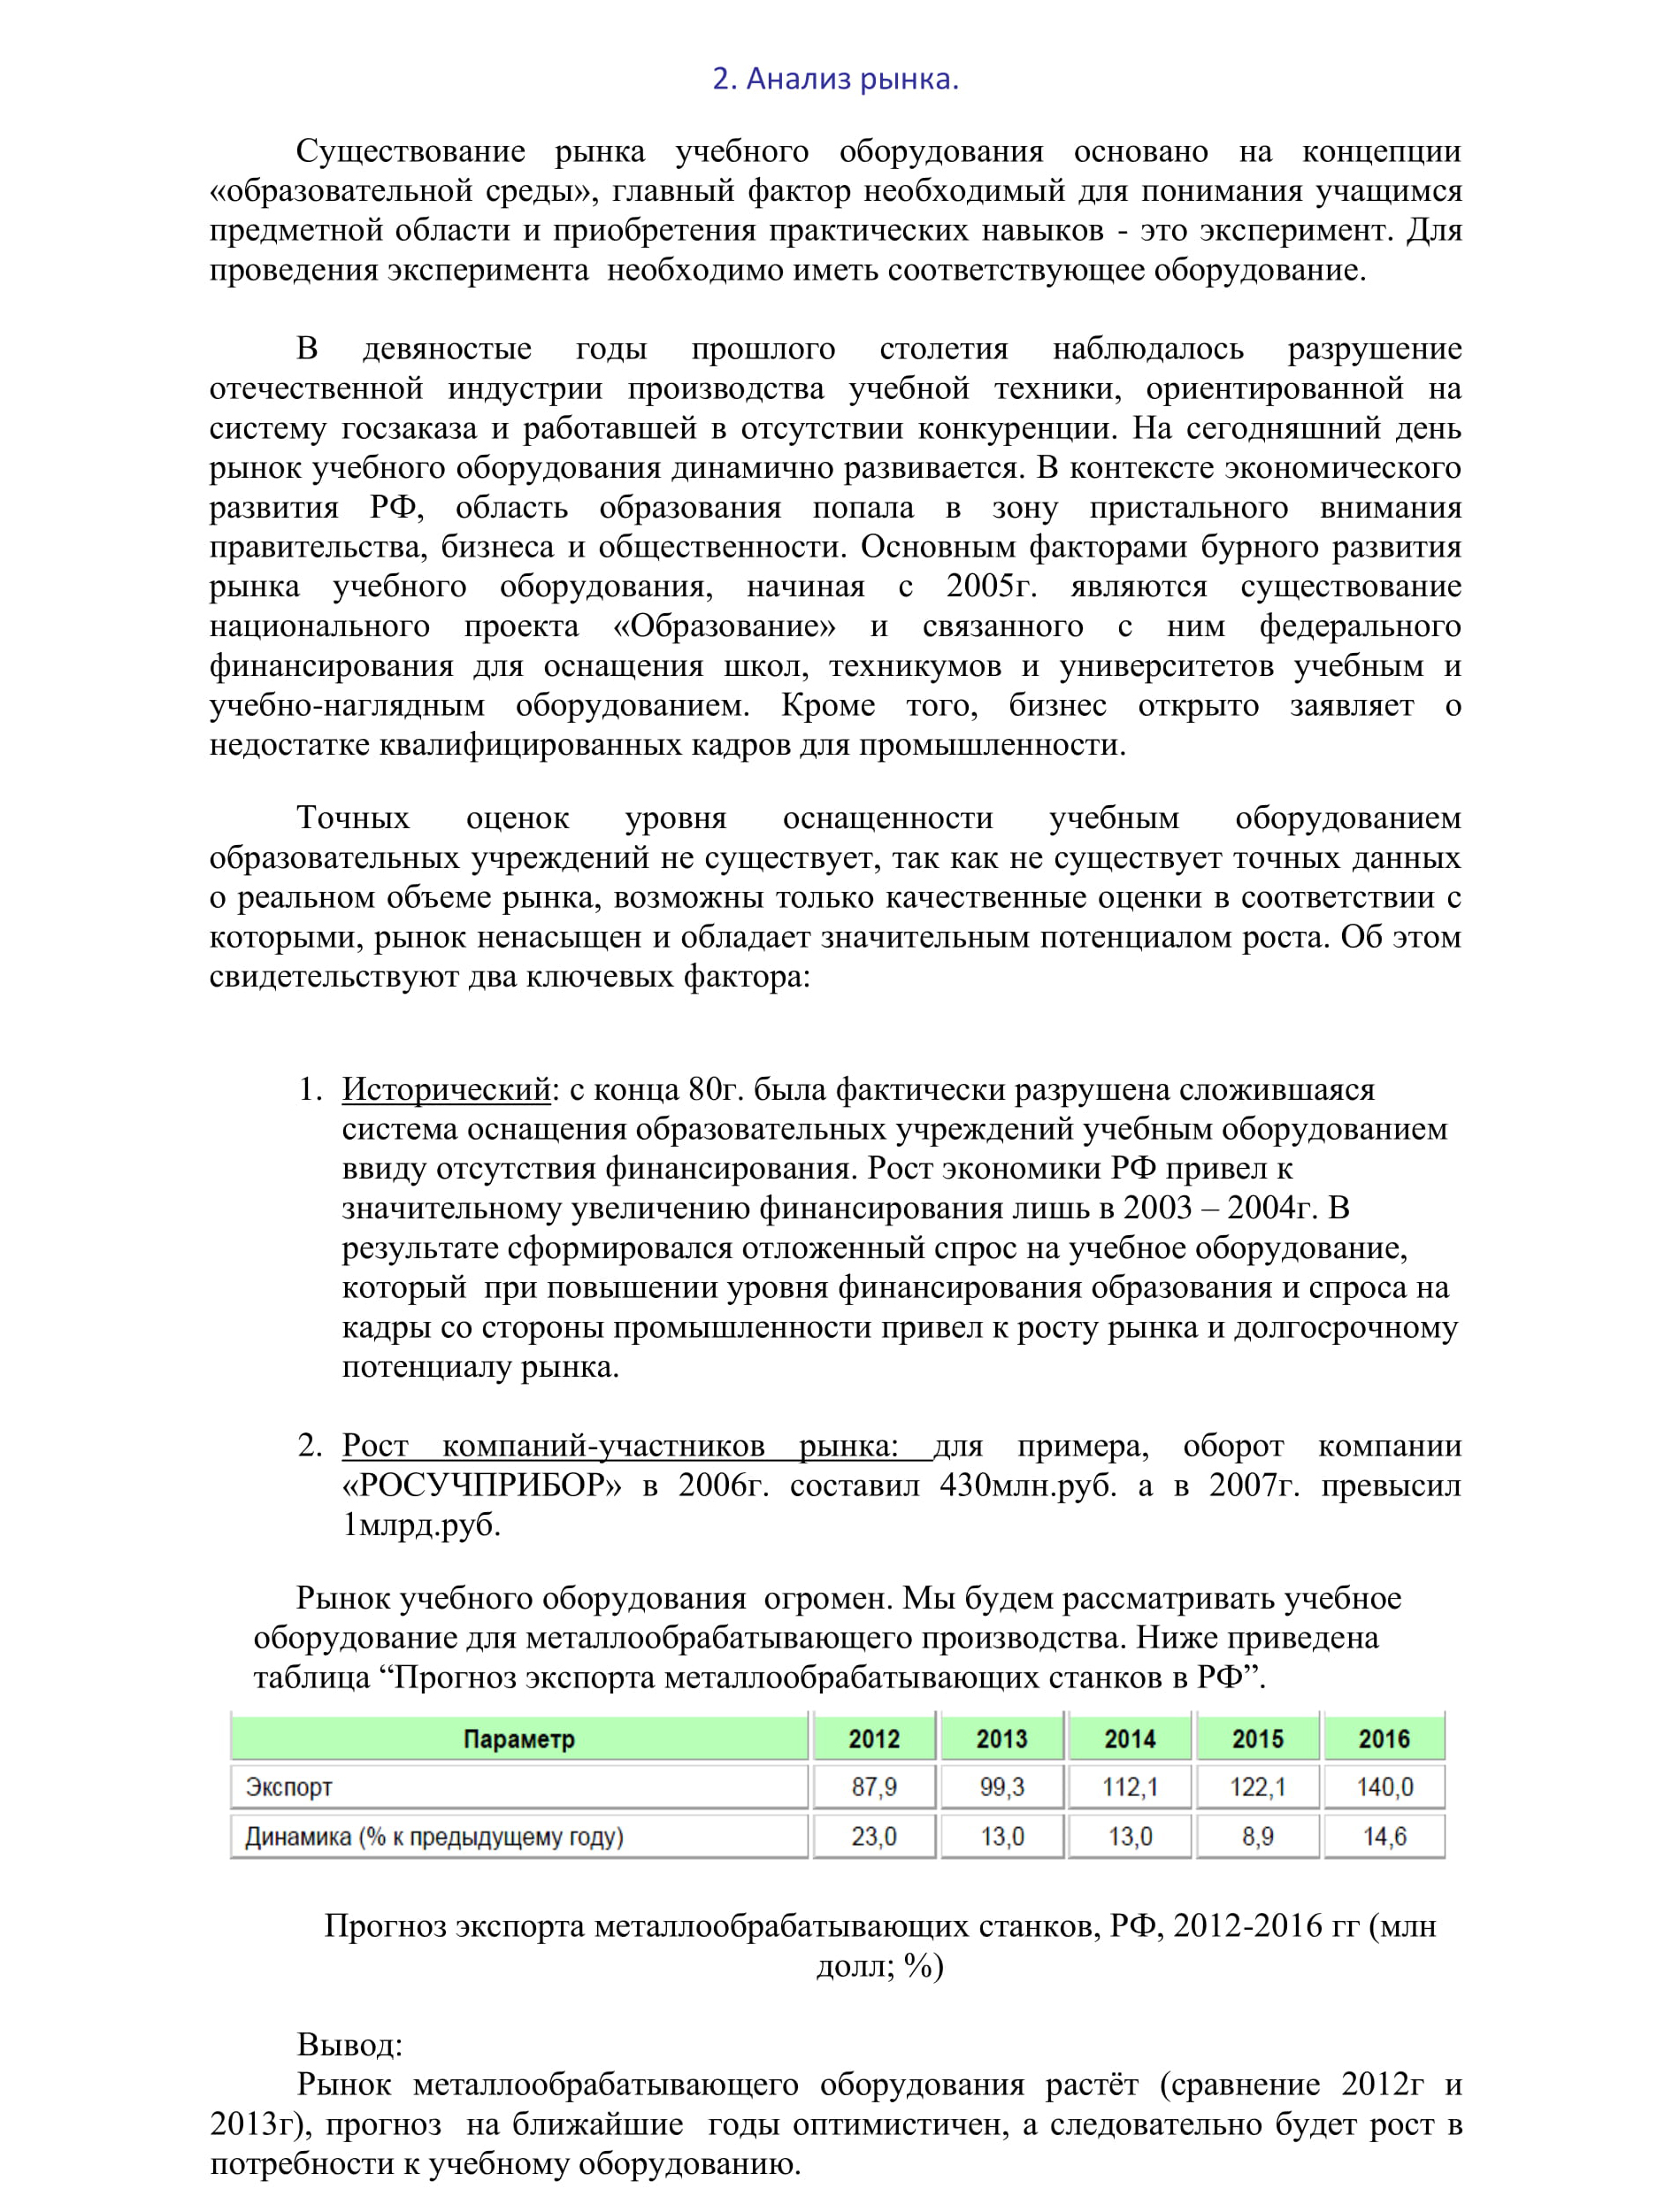 2. Анализ рынка.
Существование рынка учебного оборудования основано на концепции
«образовательной среды», главный фактор необходимый для понимания учащимся
предметной области и приобретения практических навыков - это эксперимент. Для
проведения эксперимента необходимо иметь соответствующее оборудование.
В девяностые годы прошлого столетия наблюдалось разрушение
отечественной индустрии производства учебной техники, ориентированной на
систему госзаказа и работавшей в отсутствии конкуренции. На сегодняшний день
рынок учебного оборудования динамично развивается. В контексте экономического
развития РФ, область образования попала в зону пристального внимания
правительства, бизнеса и общественности. Основным факторами бурного развития
рынка учебного оборудования, начиная с 2005г. являются существование
национального проекта «Образование» и связанного с ним федерального
финансирования для оснащения школ, техникумов и университетов учебным и
учебно-наглядным оборудованием. Кроме того, бизнес открыто заявляет о
недостатке квалифицированных кадров для промышленности.
Точных оценок уровня оснащенности учебным оборудованием
образовательных учреждений не существует, так как не существует точных данных
о реальном объеме рынка, возможны только качественные оценки в соответствии с
которыми, рынок ненасыщен и обладает значительным потенциалом роста. Об этом
свидетельствуют два ключевых фактора:
1. Исторический: с конца 80г. была фактически разрушена сложившаяся
система оснащения образовательных учреждений учебным оборудованием
ввиду отсутствия финансирования. Рост экономики РФ привел к
значительному увеличению финансирования лишь в 2003 – 2004г. В
результате сформировался отложенный спрос на учебное оборудование,
который при повышении уровня финансирования образования и спроса на
кадры со стороны промышленности привел к росту рынка и долгосрочному
потенциалу рынка.
2. Рост компаний-участников рынка: для примера, оборот компании
«РОСУЧПРИБОР» в 2006г. составил 430млн.руб. а в 2007г. превысил
1млрд.руб.
Рынок учебного оборудования огромен. Мы будем рассматривать учебное
оборудование для металлообрабатывающего производства. Ниже приведена
таблица “Прогноз экспорта металлообрабатывающих станков в РФ”.
Параметр 2012 2013 2014 2015 2016
Экспорт 87,9 99,3 112,1 122,1 140,0
Динамика (% к предыдущему году) 23,0 13,0 13,0 8,9 14,6
Прогноз экспорта металлообрабатывающих станков, РФ, 2012-2016 гг (млн
долл; %)
Вывод:
Рынок металлообрабатывающего оборудования растёт (сравнение 2012г и
2013г), прогноз на ближайшие годы оптимистичен, а следовательно будет рост в
потребности к учебному оборудованию.